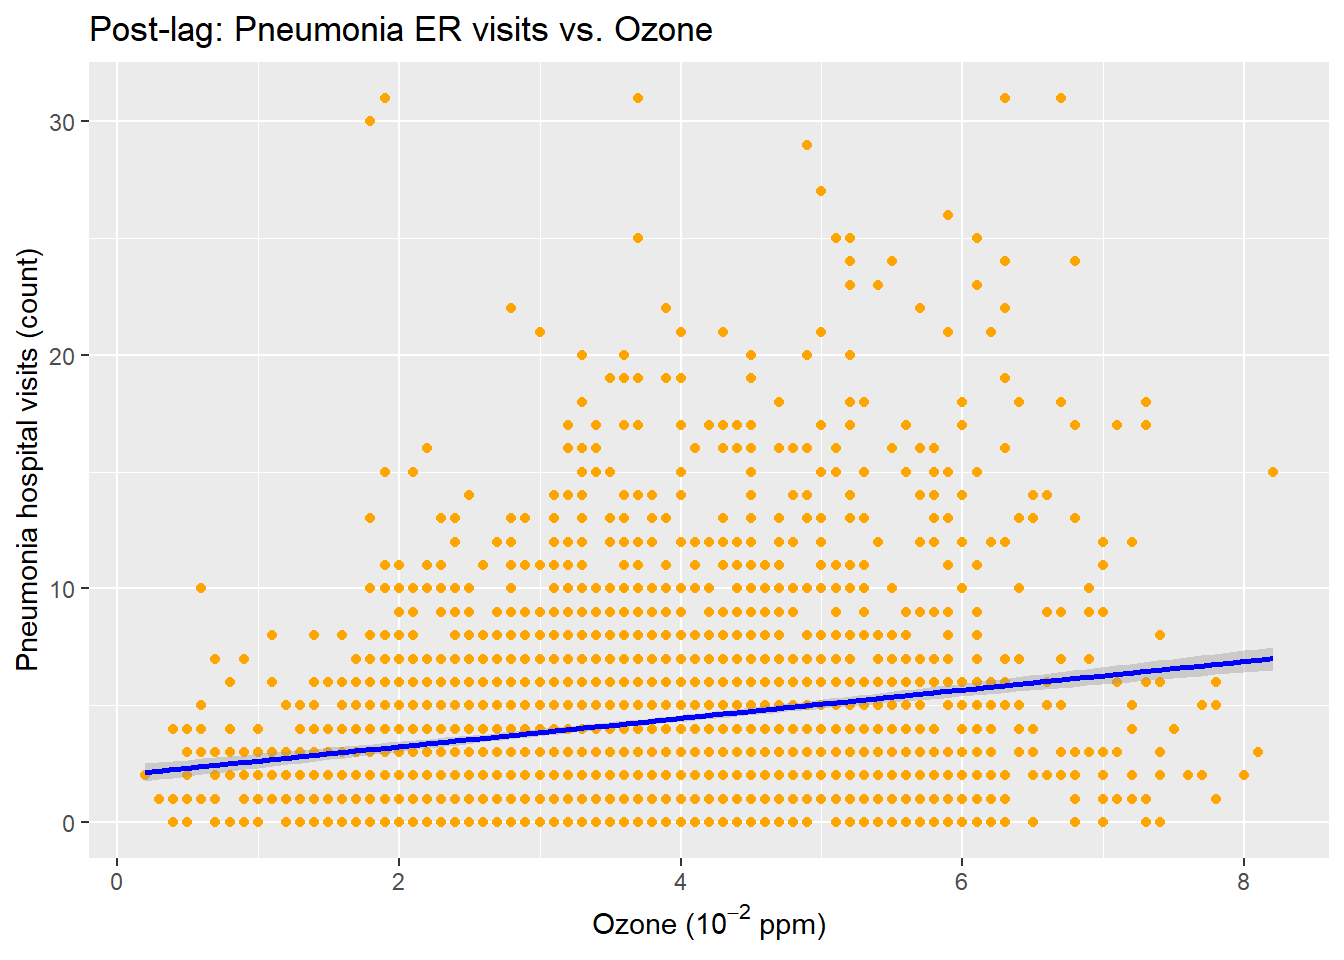 Post-lag: Pneumonia ER visits vs. Ozone
Pneumonia hospital visits (count)
30
20
10
0
0 2 4 6 8
Ozone (10⁻² ppm)